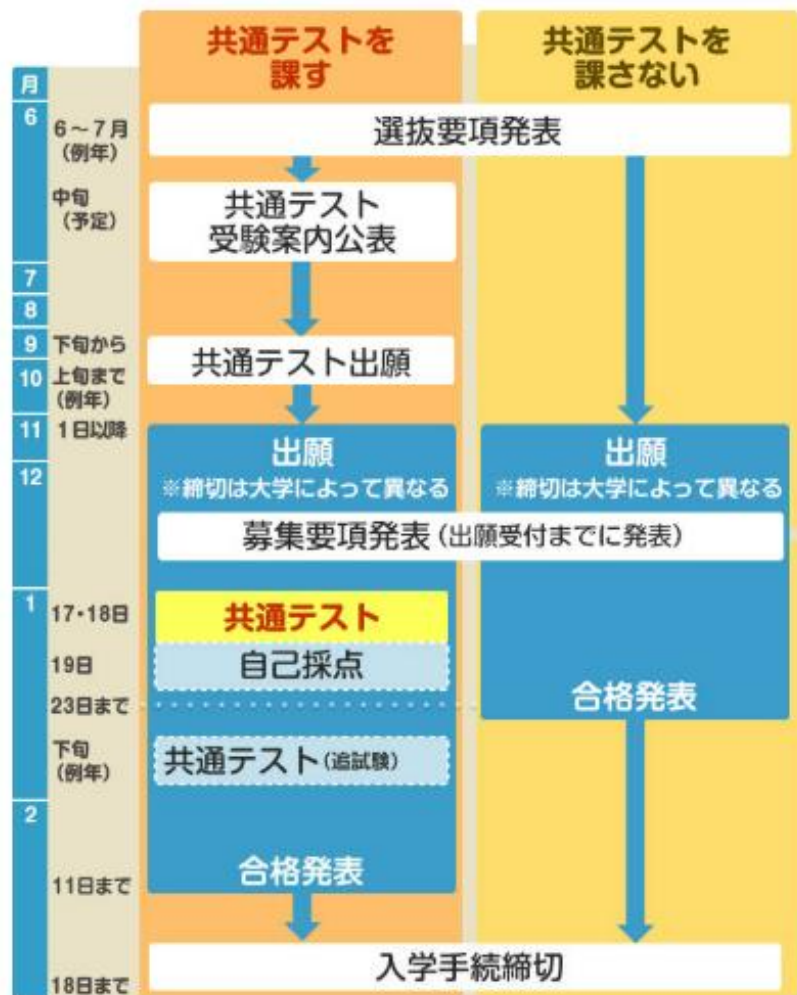 共通テストを
課す
共通テストを
課さない
月
6
6～7月
(例年)
選抜要項発表
中旬
(予定)
共通テスト
受験案内公表
7
8
9
下旬から
共通テスト出願
10
上旬まで
(例年)
11
1日以降
出願
※締切は大学によって異なる
出願
※締切は大学によって異なる
12
募集要項発表(出願受付までに発表)
1
17・18日
共通テスト
19日
自己採点
23日まで
合格発表
下旬
(例年)
共通テスト(追試験)
2
11日まで
合格発表
18日まで
入学手続締切